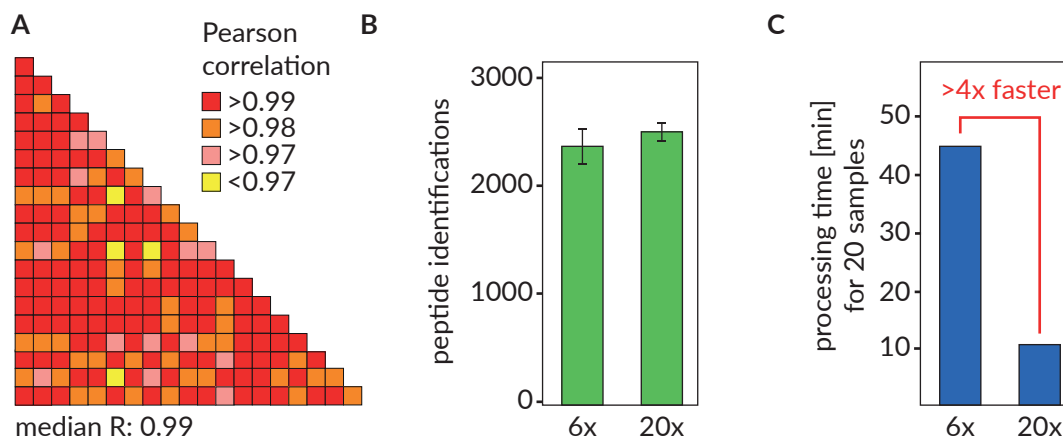 A
Pearson
correlation
>0.99
>0.98
>0.97
<0.97
median R: 0.99
B
peptide identifications
3000
2000
1000
0
6x
20x
C
processing time [min]
for 20 samples
>4x faster
50
40
30
20
10
6x
20x